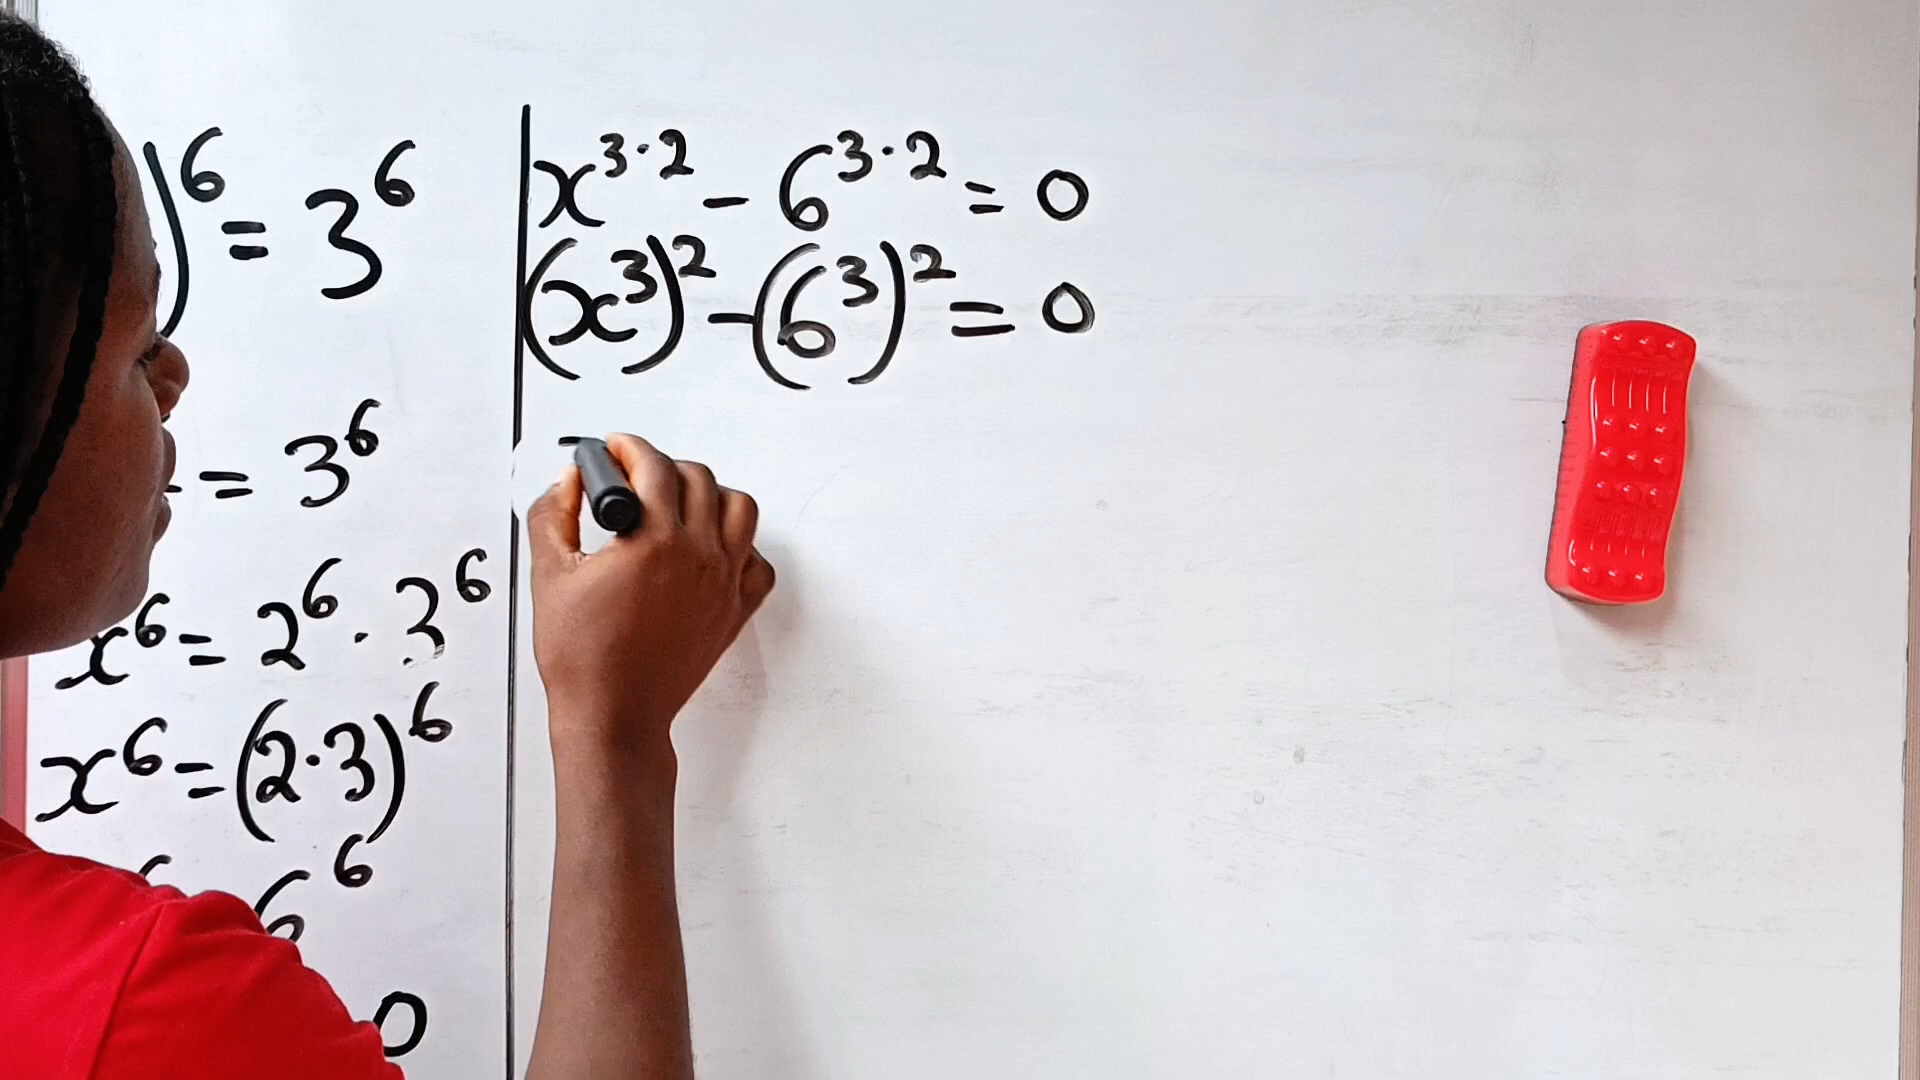 )⁶ = 3⁶
= 3⁶
x⁶ = 2⁶ · 3⁶
x⁶ = (2·3)⁶
6⁶
0
x³·² - 6³·² = 0
(x³)² - (6³)² = 0